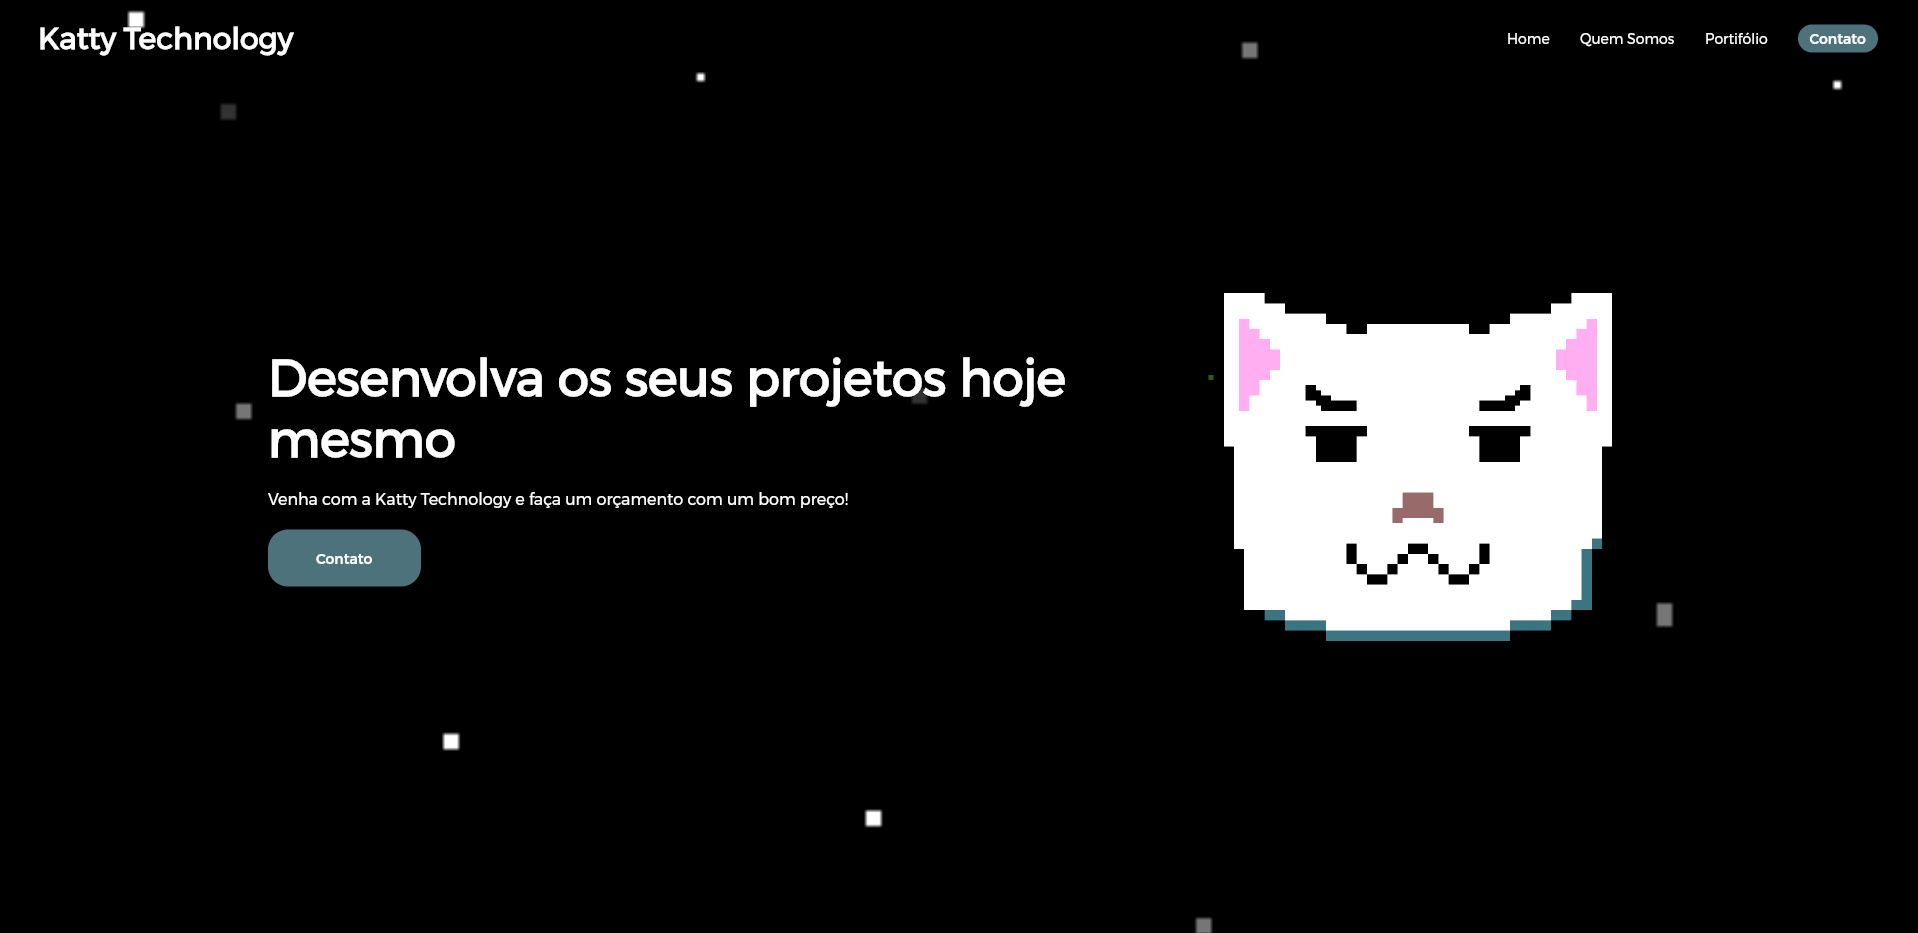 Katty Technology
Home
Quem Somos
Portifólio
Contato
Desenvolva os seus projetos hoje
mesmo
Venha com a Katty Technology e faça um orçamento com um bom preço!
Contato